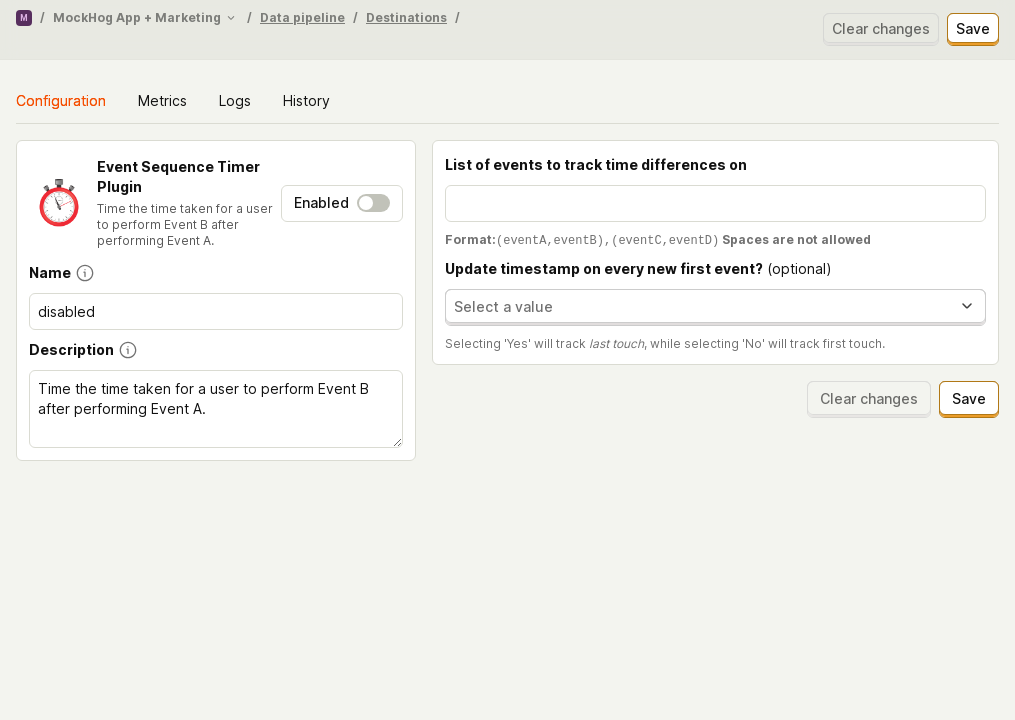 M / MockHog App + Marketing / Data pipeline / Destinations /
Clear changes Save
Configuration Metrics Logs History
Event Sequence Timer
Plugin
Time the time taken for a user
to perform Event B after
performing Event A.
Enabled
Name
disabled
Description
Time the time taken for a user to perform Event B
after performing Event A.
List of events to track time differences on
Format:(eventA,eventB),(eventC,eventD) Spaces are not allowed
Update timestamp on every new first event? (optional)
Select a value
Selecting 'Yes' will track last touch, while selecting 'No' will track first touch.
Clear changes Save